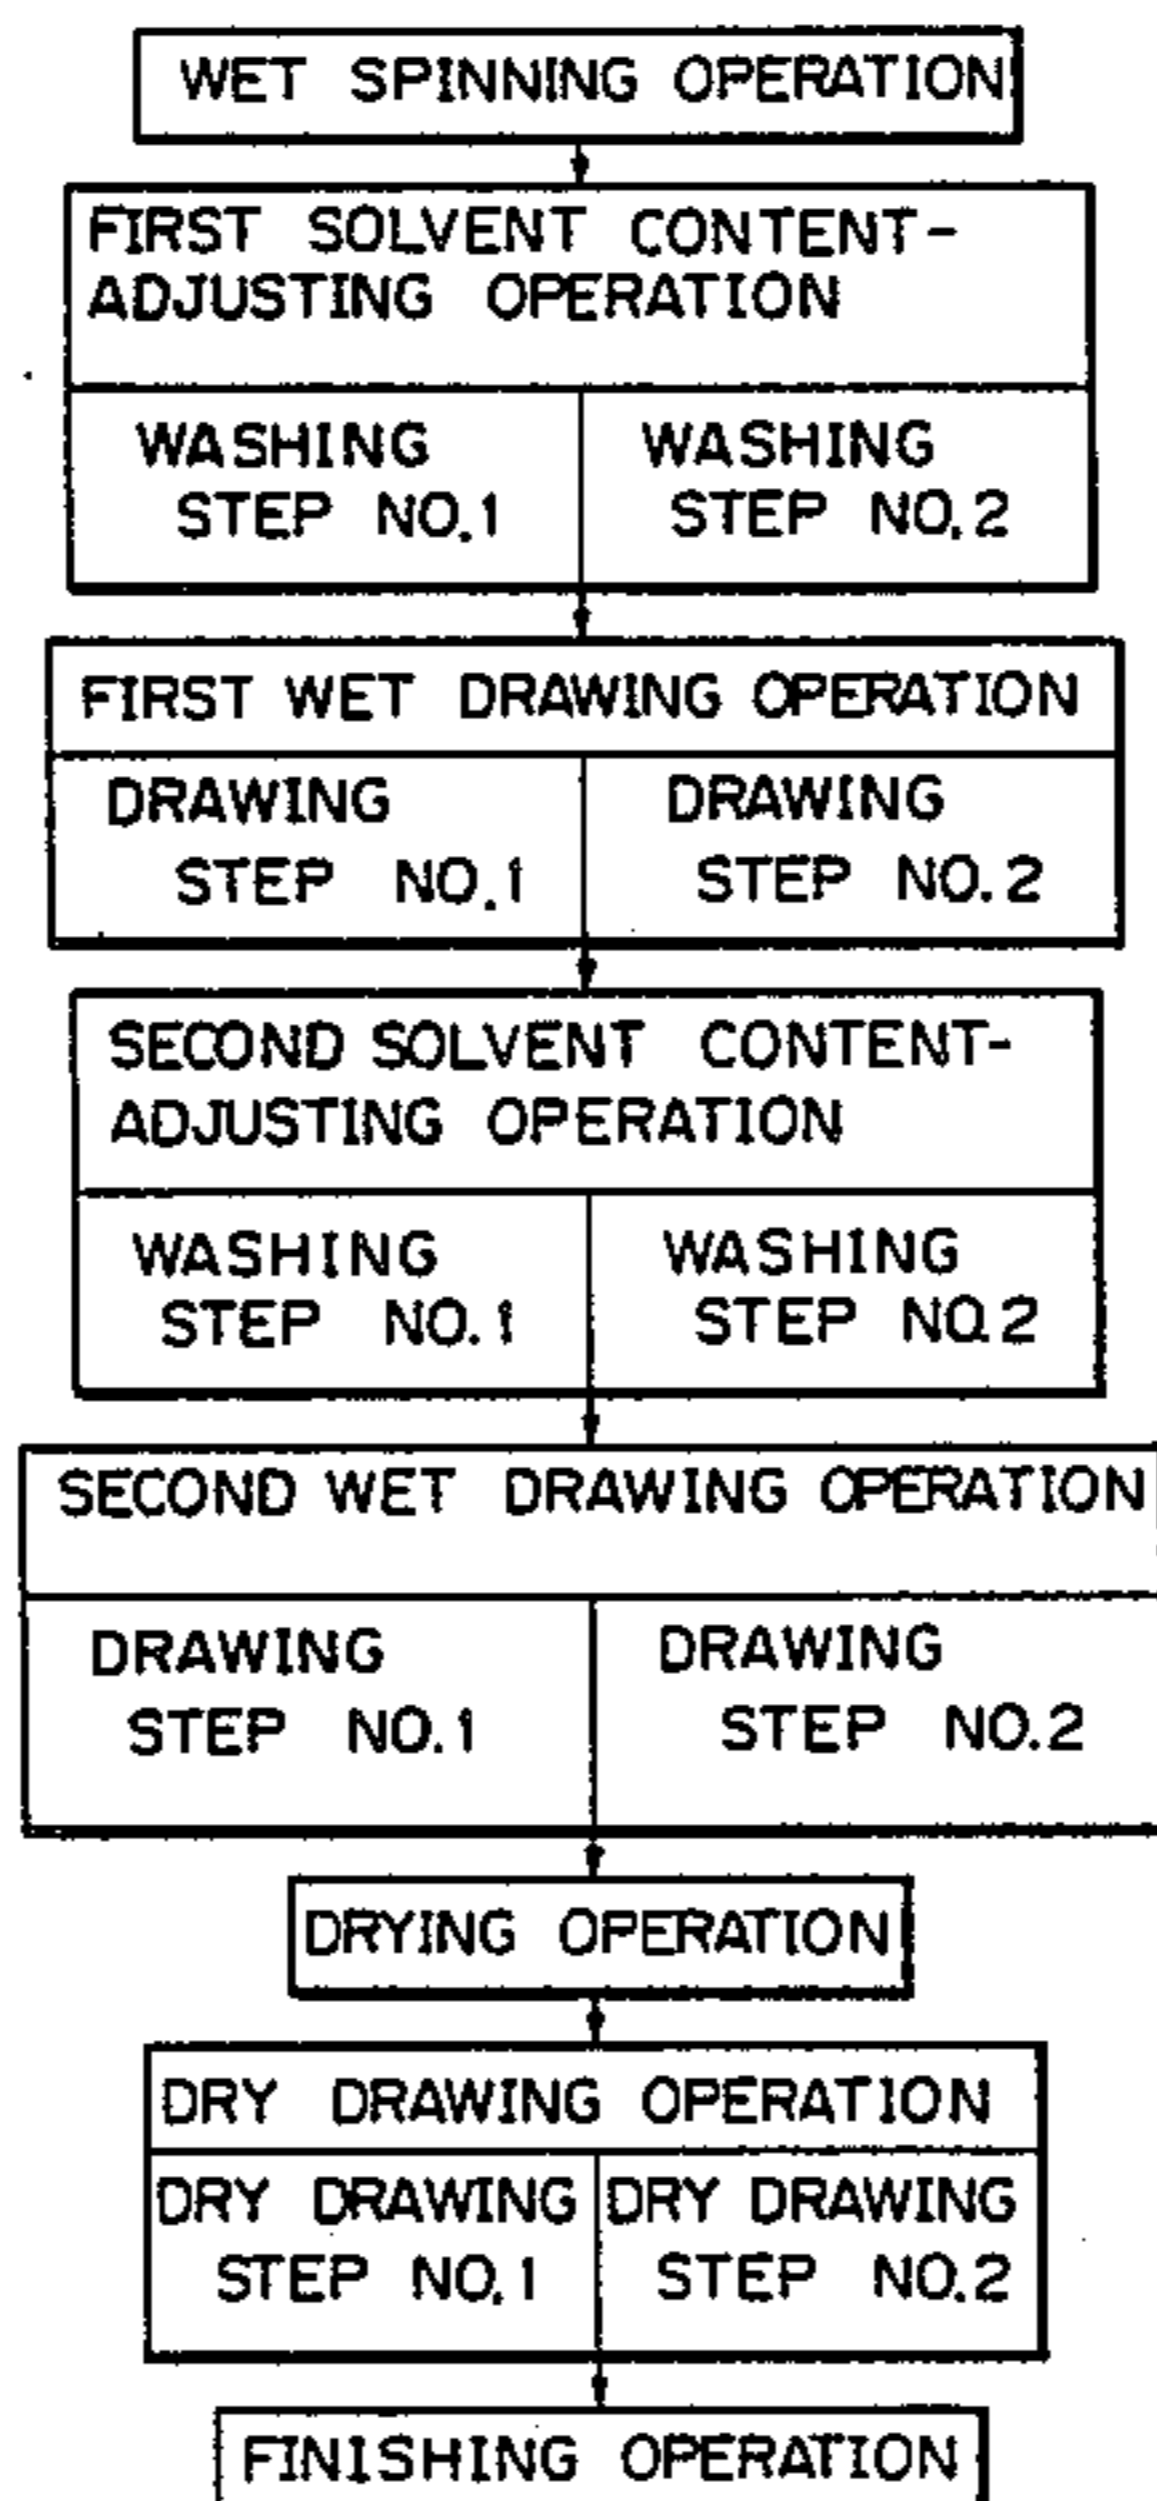 WET SPINNING OPERATION
FIRST SOLVENT CONTENT-
ADJUSTING OPERATION
WASHING
STEP NO.1
WASHING
STEP NO.2
FIRST WET DRAWING OPERATION
DRAWING
STEP NO.1
DRAWING
STEP NO.2
SECOND SOLVENT CONTENT-
ADJUSTING OPERATION
WASHING
STEP NO.1
WASHING
STEP NO.2
SECOND WET DRAWING OPERATION
DRAWING
STEP NO.1
DRAWING
STEP NO.2
DRYING OPERATION
DRY DRAWING OPERATION
DRY DRAWING
STEP NO.1
DRY DRAWING
STEP NO.2
FINISHING OPERATION